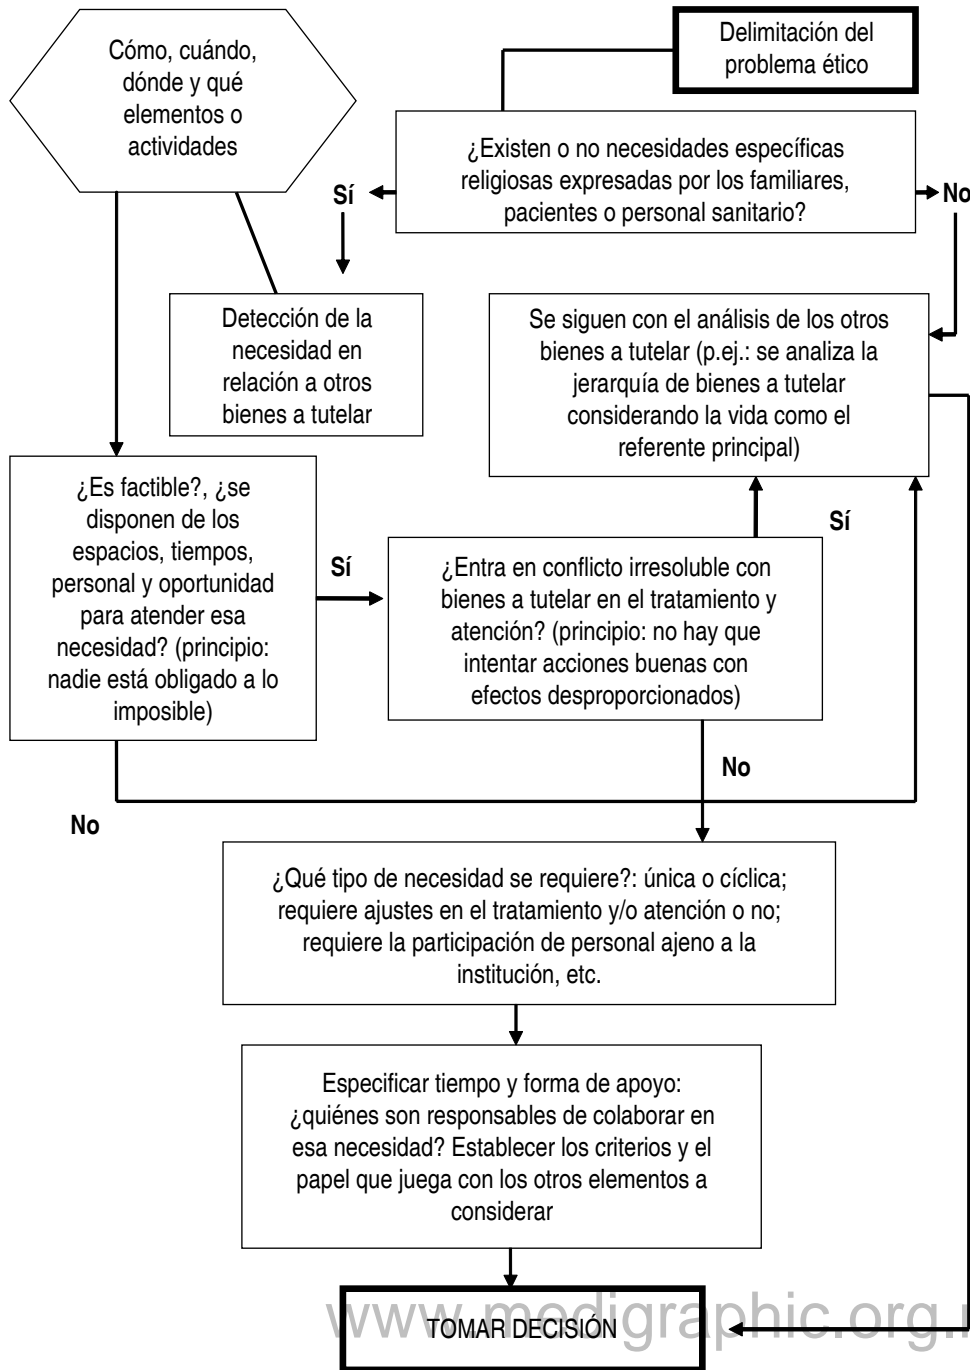 Delimitación del
problema ético
Cómo, cuándo,
dónde y qué
elementos o
actividades
¿Existen o no necesidades específicas
religiosas expresadas por los familiares,
pacientes o personal sanitario?
Sí
No
Detección de la
necesidad en
relación a otros
bienes a tutelar
Se siguen con el análisis de los otros
bienes a tutelar (p.ej.: se analiza la
jerarquía de bienes a tutelar
considerando la vida como el
referente principal)
¿Es factible?, ¿se
disponen de los
espacios, tiempos,
personal y oportunidad
para atender esa
necesidad? (principio:
nadie está obligado a lo
imposible)
Sí
¿Entra en conflicto irresoluble con
bienes a tutelar en el tratamiento y
atención? (principio: no hay que
intentar acciones buenas con
efectos desproporcionados)
Sí
No
No
¿Qué tipo de necesidad se requiere?: única o cíclica;
requiere ajustes en el tratamiento y/o atención o no;
requiere la participación de personal ajeno a la
institución, etc.
Especificar tiempo y forma de apoyo:
¿quiénes son responsables de colaborar en
esa necesidad? Establecer los criterios y el
papel que juega con los otros elementos a
considerar
TOMAR DECISIÓN
www.medigraphic.org.m